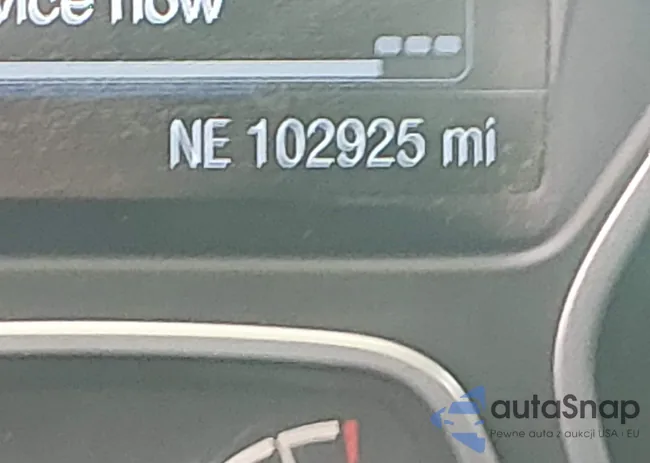 vice now
NE 102925 mi
autaSnap
Pewne auta z aukcji USA · EU